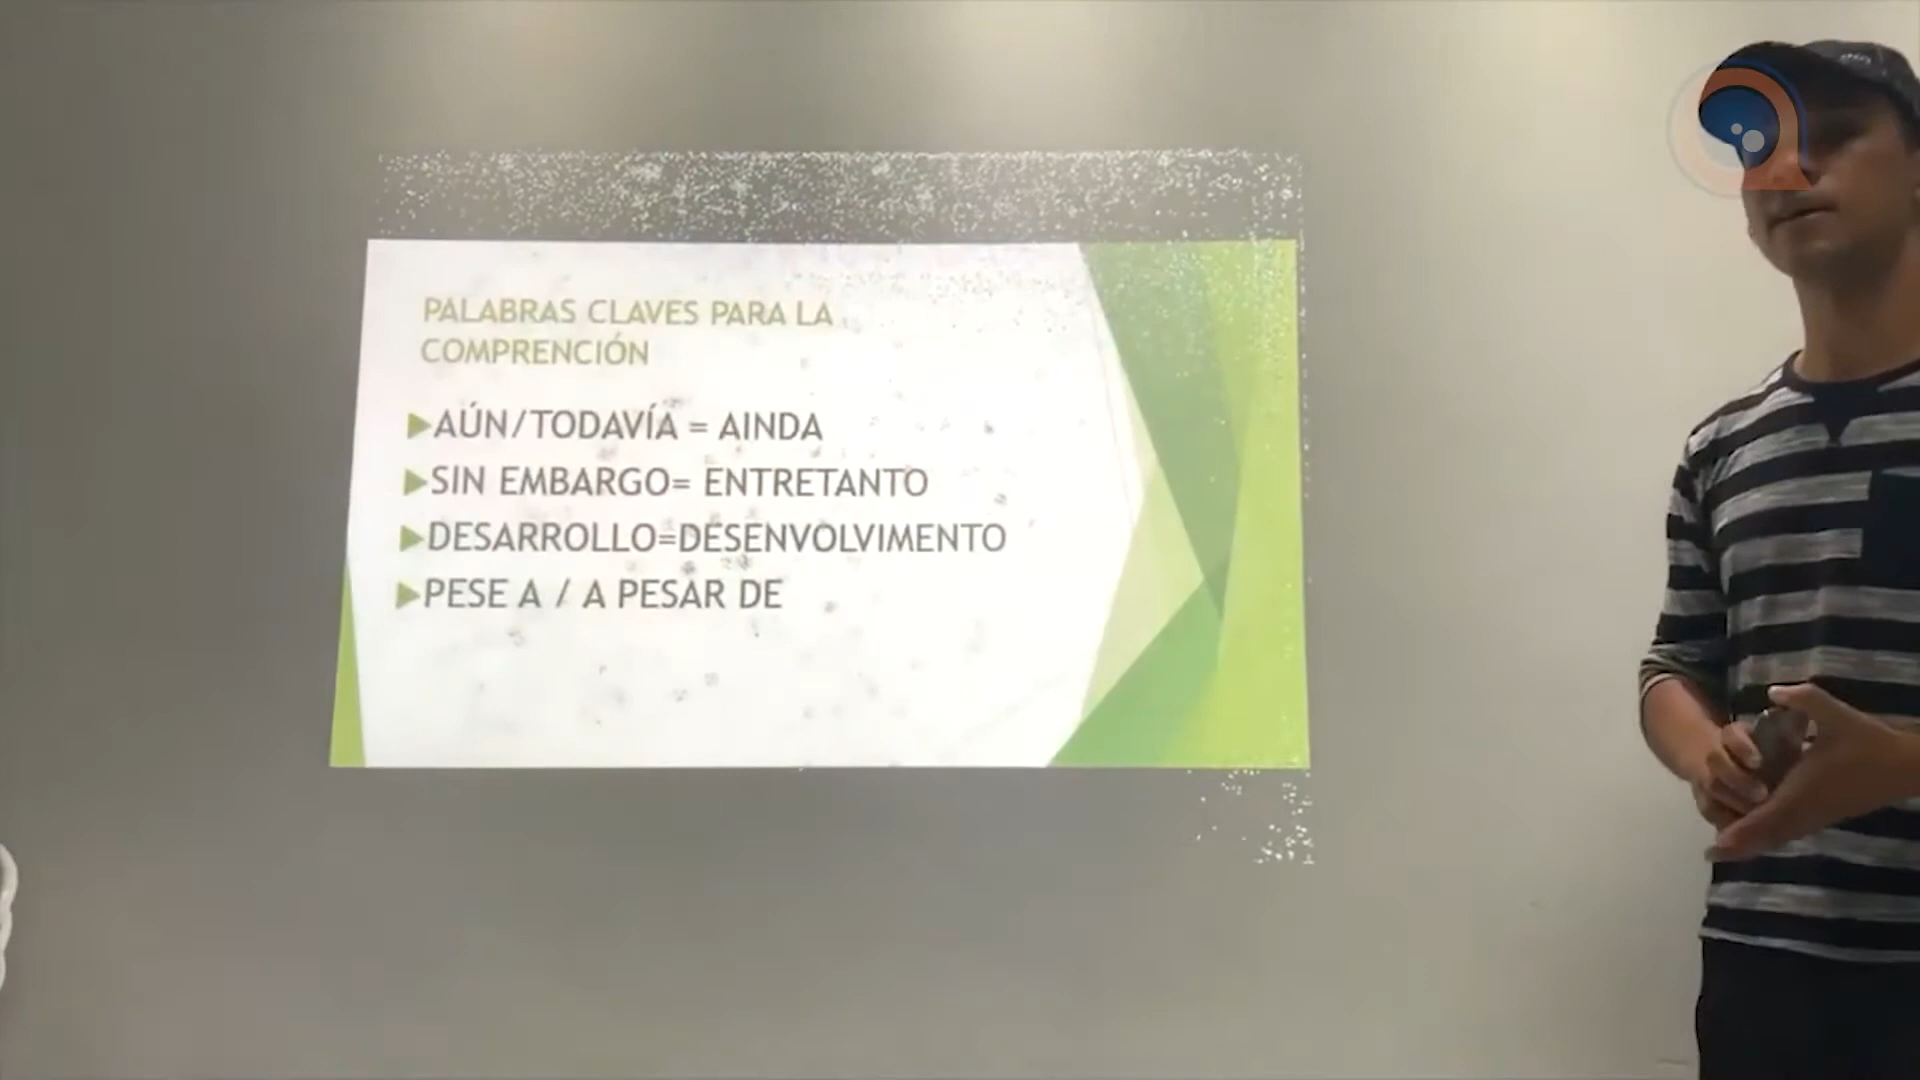 PALABRAS CLAVES PARA LA
COMPRENCIÓN
AÚN/TODAVÍA = AINDA
SIN EMBARGO= ENTRETANTO
DESARROLLO=DESENVOLVIMENTO
PESE A / A PESAR DE